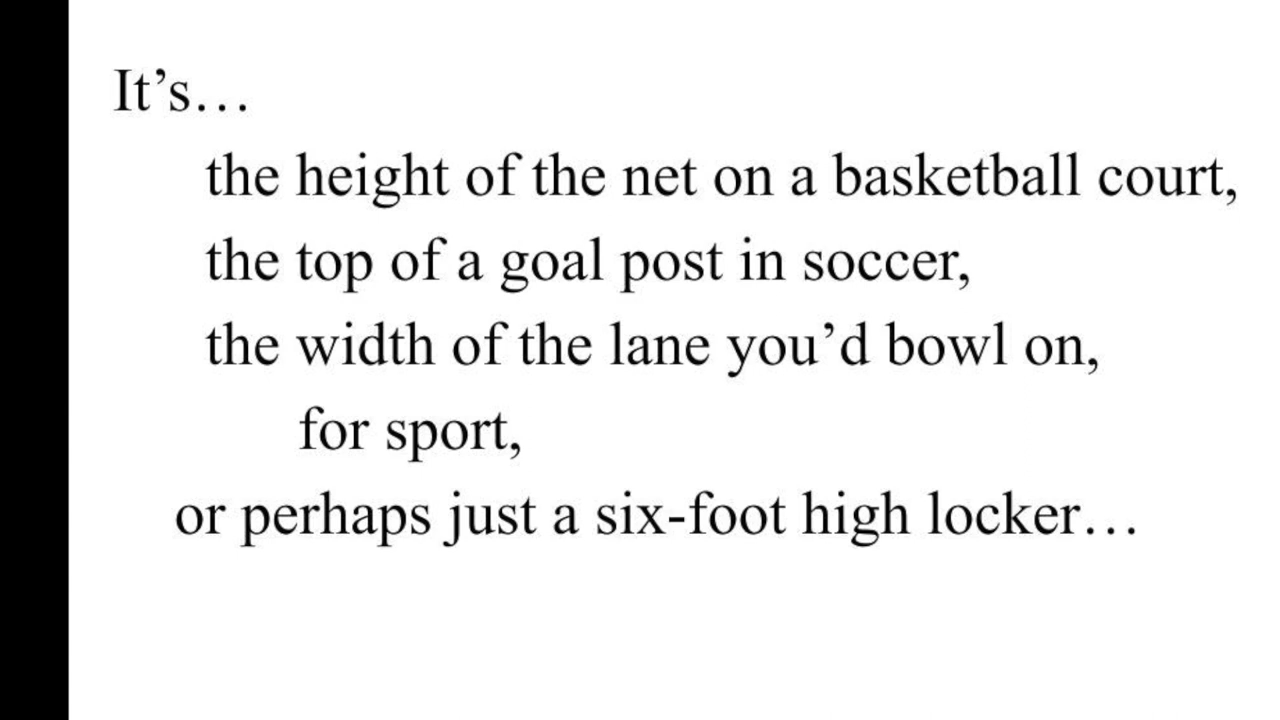 It’s…
the height of the net on a basketball court,
the top of a goal post in soccer,
the width of the lane you’d bowl on,
for sport,
or perhaps just a six-foot high locker…